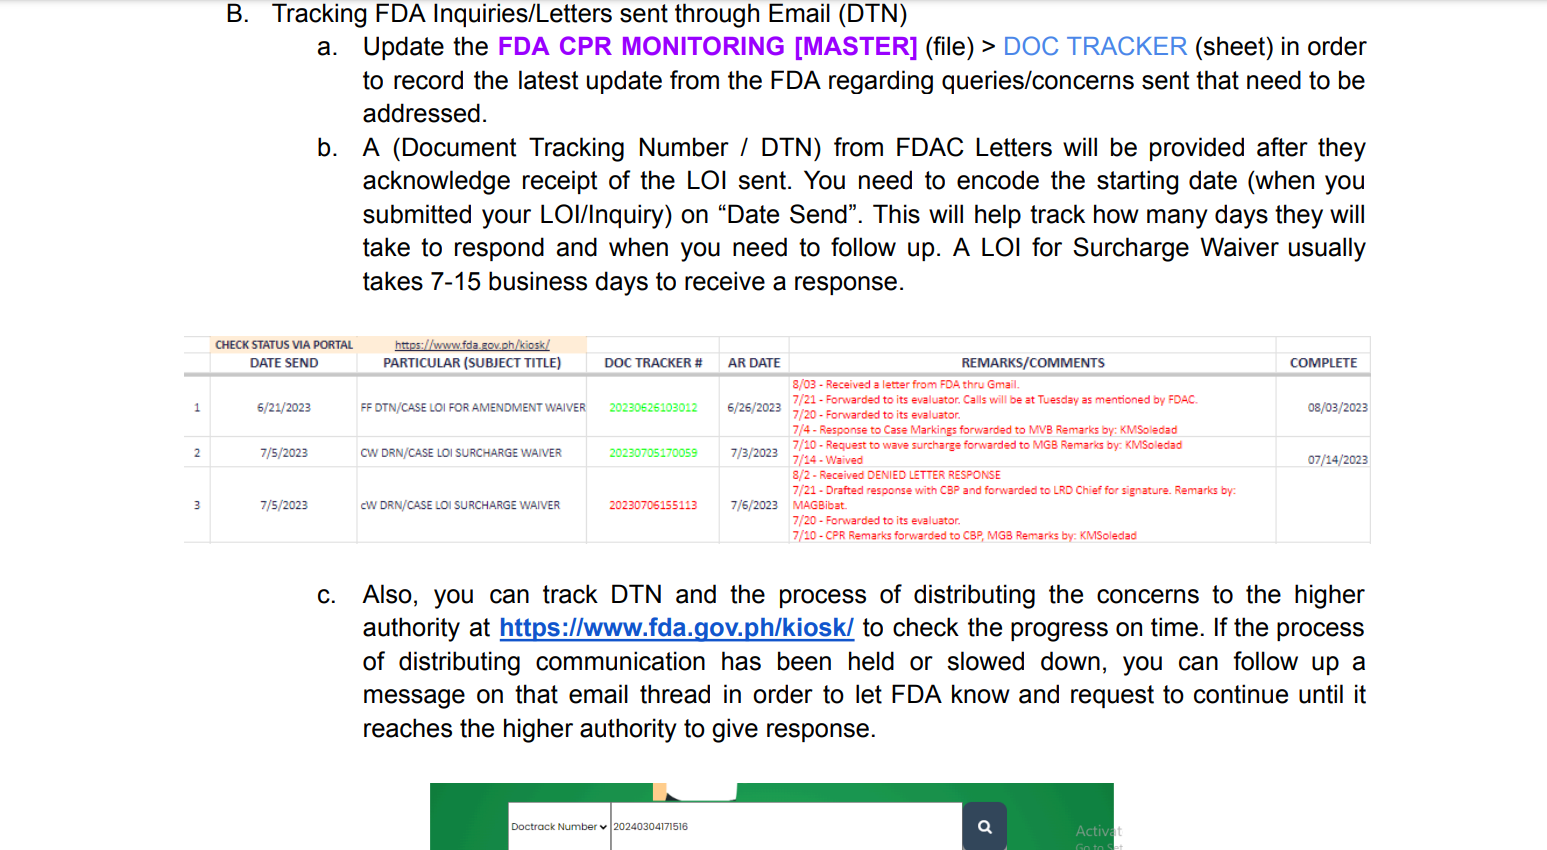 B. Tracking FDA Inquiries/Letters sent through Email (DTN)
a. Update the FDA CPR MONITORING [MASTER] (file) > DOC TRACKER (sheet) in order
to record the latest update from the FDA regarding queries/concerns sent that need to be
addressed.
b. A (Document Tracking Number / DTN) from FDAC Letters will be provided after they
acknowledge receipt of the LOI sent. You need to encode the starting date (when you
submitted your LOI/Inquiry) on “Date Send”. This will help track how many days they will
take to respond and when you need to follow up. A LOI for Surcharge Waiver usually
takes 7-15 business days to receive a response.
CHECK STATUS VIA PORTAL https://www.fda.gov.ph/kiosk/
DATE SEND PARTICULAR (SUBJECT TITLE) DOC TRACKER # AR DATE REMARKS/COMMENTS COMPLETE
1 6/21/2023 FF DTN/CASE LOI FOR AMENDMENT WAIVER 20230626103012 6/26/2023
8/03 - Received a letter from FDA thru Gmail.
7/21 - Forwarded to its evaluator. Calls will be at Tuesday as mentioned by FDAC.
7/20 - Forwarded to its evaluator.
7/4 - Response to Case Markings forwarded to MVB Remarks by: KMSoledad
08/03/2023
2 7/5/2023 CW DRN/CASE LOI SURCHARGE WAIVER 20230705170059 7/3/2023
7/10 - Request to wave surcharge forwarded to MGB Remarks by: KMSoledad
7/14 - Waived
07/14/2023
3 7/5/2023 cW DRN/CASE LOI SURCHARGE WAIVER 20230706155113 7/6/2023
8/2 - Received DENIED LETTER RESPONSE
7/21 - Drafted response with CBP and forwarded to LRD Chief for signature. Remarks by:
MAGBibat.
7/20 - Forwarded to its evaluator.
7/10 - CPR Remarks forwarded to CBP, MGB Remarks by: KMSoledad
c. Also, you can track DTN and the process of distributing the concerns to the higher
authority at https://www.fda.gov.ph/kiosk/ to check the progress on time. If the process
of distributing communication has been held or slowed down, you can follow up a
message on that email thread in order to let FDA know and request to continue until it
reaches the higher authority to give response.
Doctrack Number 20240304171516
Activat
Go to Set